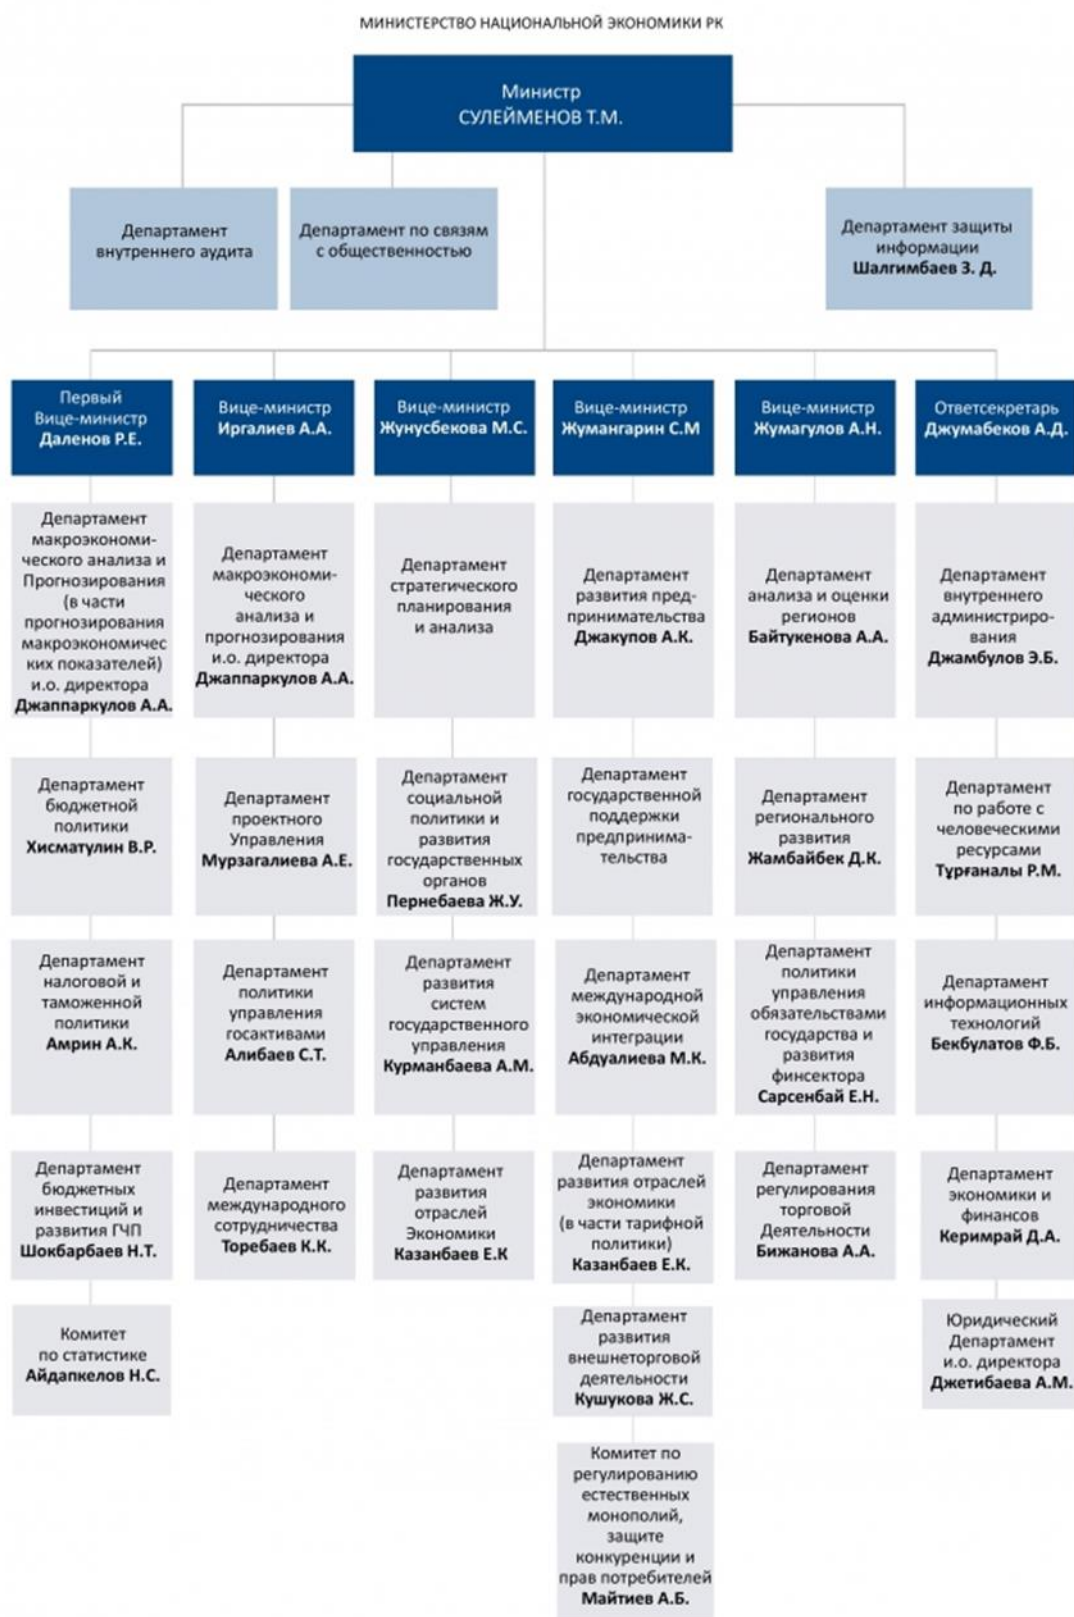 МИНИСТЕРСТВО НАЦИОНАЛЬНОЙ ЭКОНОМИКИ РК
Министр
СУЛЕЙМЕНОВ Т.М.
Департамент
внутреннего аудита
Департамент по связям
с общественностью
Департамент защиты
информации
Шалгимбаев З. Д.
Первый
Вице-министр
Даленов Р.Е.
Вице-министр
Иргалиев А.А.
Вице-министр
Жунусбекова М.С.
Вице-министр
Жумангарин С.М
Вице-министр
Жумагулов А.Н.
Ответсекретарь
Джумабеков А.Д.
Департамент
макроэкономи-
ческого анализа и
Прогнозирования
(в части
прогнозирования
макроэкономичес
ких показателей)
и.о. директора
Джаппаркулов А.А.
Департамент
макроэкономи-
ческого
анализа и
прогнозирования
и.о. директора
Джаппаркулов А.А.
Департамент
стратегического
планирования
и анализа
Департамент
развития пред-
принимательства
Джакупов А.К.
Департамент
анализа и оценки
регионов
Байтукенова А.А.
Департамент
внутреннего
администриро-
вания
Джамбулов Э.Б.
Департамент
бюджетной
политики
Хисматулин В.Р.
Департамент
проектного
Управления
Мурзагалиева А.Е.
Департамент
социальной
политики и
развития
государственных
органов
Пернебаева Ж.У.
Департамент
государственной
поддержки
предпринима-
тельства
Департамент
регионального
развития
Жамбайбек Д.К.
Департамент
по работе с
человеческими
ресурсами
Тұрғаналы Р.М.
Департамент
налоговой и
таможенной
политики
Амрин А.К.
Департамент
политики
управления
госактивами
Алибаев С.Т.
Департамент
развития
систем
государственного
управления
Курманбаева А.М.
Департамент
международной
экономической
интеграции
Абдуалиева М.К.
Департамент
политики
управления
обязательствами
государства и
развития
финсектора
Сарсенбай Е.Н.
Департамент
информационных
технологий
Бекбулатов Ф.Б.
Департамент
бюджетных
инвестиций и
развития ГЧП
Шокбарбаев Н.Т.
Департамент
международного
сотрудничества
Торебаев К.К.
Департамент
развития
отраслей
Экономики
Казанбаев Е.К
Департамент
развития отраслей
экономики
(в части тарифной
политики)
Казанбаев Е.К.
Департамент
регулирования
торговой
Деятельности
Бижанова А.А.
Департамент
экономики и
финансов
Керимрай Д.А.
Комитет
по статистике
Айдапкелов Н.С.
Департамент
развития
внешнеторговой
деятельности
Кушукова Ж.С.
Юридический
Департамент
и.о. директора
Джетибаева А.М.
Комитет по
регулированию
естественных
монополий,
защите
конкуренции и
прав потребителей
Майтиев А.Б.